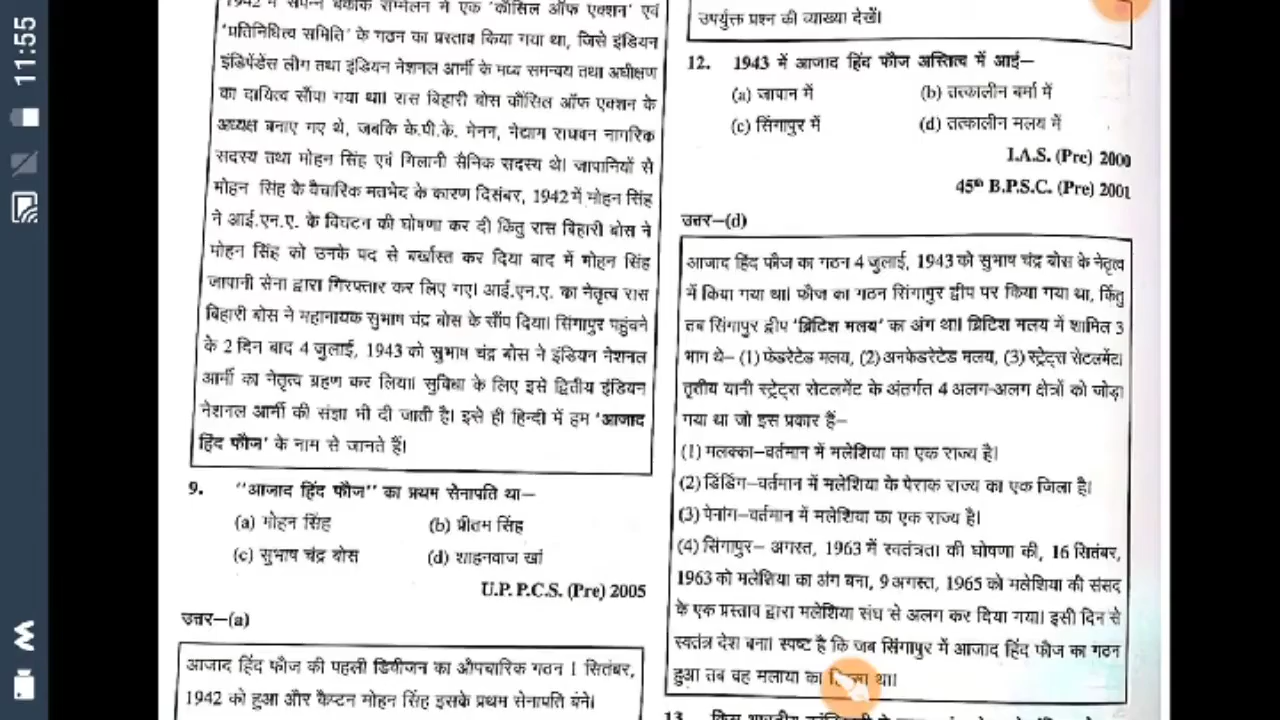 11:55
1942 में संपन्न बैंकॉक सम्मेलन में एक 'कौंसिल ऑफ एक्शन' एवं
'प्रतिनिधित्व समिति' के गठन का प्रस्ताव किया गया था, जिसे इंडियन
इंडिपेंडेंस लीग तथा इंडियन नेशनल आर्मी के मध्य समन्वय तथा अधीक्षण
का दायित्व सौंपा गया था। रास बिहारी बोस कौंसिल ऑफ एक्शन के
अध्यक्ष बनाए गए थे, जबकि के.पी.के. मेनन, नेद्याम राघवन नागरिक
सदस्य तथा मोहन सिंह एवं गिलानी सैनिक सदस्य थे। जापानियों से
मोहन सिंह के वैचारिक मतभेद के कारण दिसंबर, 1942 में मोहन सिंह
ने आई.एन.ए. के विघटन की घोषणा कर दी किंतु रास बिहारी बोस ने
मोहन सिंह को उनके पद से बर्खास्त कर दिया बाद में मोहन सिंह
जापानी सेना द्वारा गिरफ्तार कर लिए गए। आई.एन.ए. का नेतृत्व रास
बिहारी बोस ने महानायक सुभाष चंद्र बोस के सौंप दिया। सिंगापुर पहुंचने
के 2 दिन बाद 4 जुलाई, 1943 को सुभाष चंद्र बोस ने इंडियन नेशनल
आर्मी का नेतृत्व ग्रहण कर लिया। सुविधा के लिए इसे द्वितीय इंडियन
नेशनल आर्मी की संज्ञा भी दी जाती है। इसे ही हिन्दी में हम 'आजाद
हिंद फौज' के नाम से जानते हैं।
9. "आजाद हिंद फौज" का प्रथम सेनापति था–
(a) मोहन सिंह (b) प्रीतम सिंह
(c) सुभाष चंद्र बोस (d) शाहनवाज खां
U.P. P.C.S. (Pre) 2005
उत्तर–(a)
आजाद हिंद फौज की पहली डिवीजन का औपचारिक गठन 1 सितंबर,
1942 को हुआ और कैप्टन मोहन सिंह इसके प्रथम सेनापति बने।
उपर्युक्त प्रश्न की व्याख्या देखें।
12. 1943 में आजाद हिंद फौज अस्तित्व में आई–
(a) जापान में (b) तत्कालीन बर्मा में
(c) सिंगापुर में (d) तत्कालीन मलय में
I.A.S. (Pre) 2000
45th B.P.S.C. (Pre) 2001
उत्तर–(d)
आजाद हिंद फौज का गठन 4 जुलाई, 1943 को सुभाष चंद्र बोस के नेतृत्व
में किया गया था। फौज का गठन सिंगापुर द्वीप पर किया गया था, किंतु
तब सिंगापुर द्वीप 'ब्रिटिश मलय' का अंग था। ब्रिटिश मलय में शामिल 3
भाग थे– (1) फेडरेटेड मलय, (2) अनफेडरेटेड मलय, (3) स्ट्रेट्स सेटलमेंट।
तृतीय यानी स्ट्रेट्स सेटलमेंट के अंतर्गत 4 अलग-अलग क्षेत्रों को जोड़ा
गया था जो इस प्रकार हैं–
(1) मलक्का–वर्तमान में मलेशिया का एक राज्य है।
(2) डिंडिंग–वर्तमान में मलेशिया के पेराक राज्य का एक जिला है।
(3) पेनांग–वर्तमान में मलेशिया का एक राज्य है।
(4) सिंगापुर– अगस्त, 1963 में स्वतंत्रता की घोषणा की, 16 सितंबर,
1963 को मलेशिया का अंग बना, 9 अगस्त, 1965 को मलेशिया की संसद
के एक प्रस्ताव द्वारा मलेशिया संघ से अलग कर दिया गया। इसी दिन से
स्वतंत्र देश बना। स्पष्ट है कि जब सिंगापुर में आजाद हिंद फौज का गठन
हुआ तब वह मलाया का था।
13.